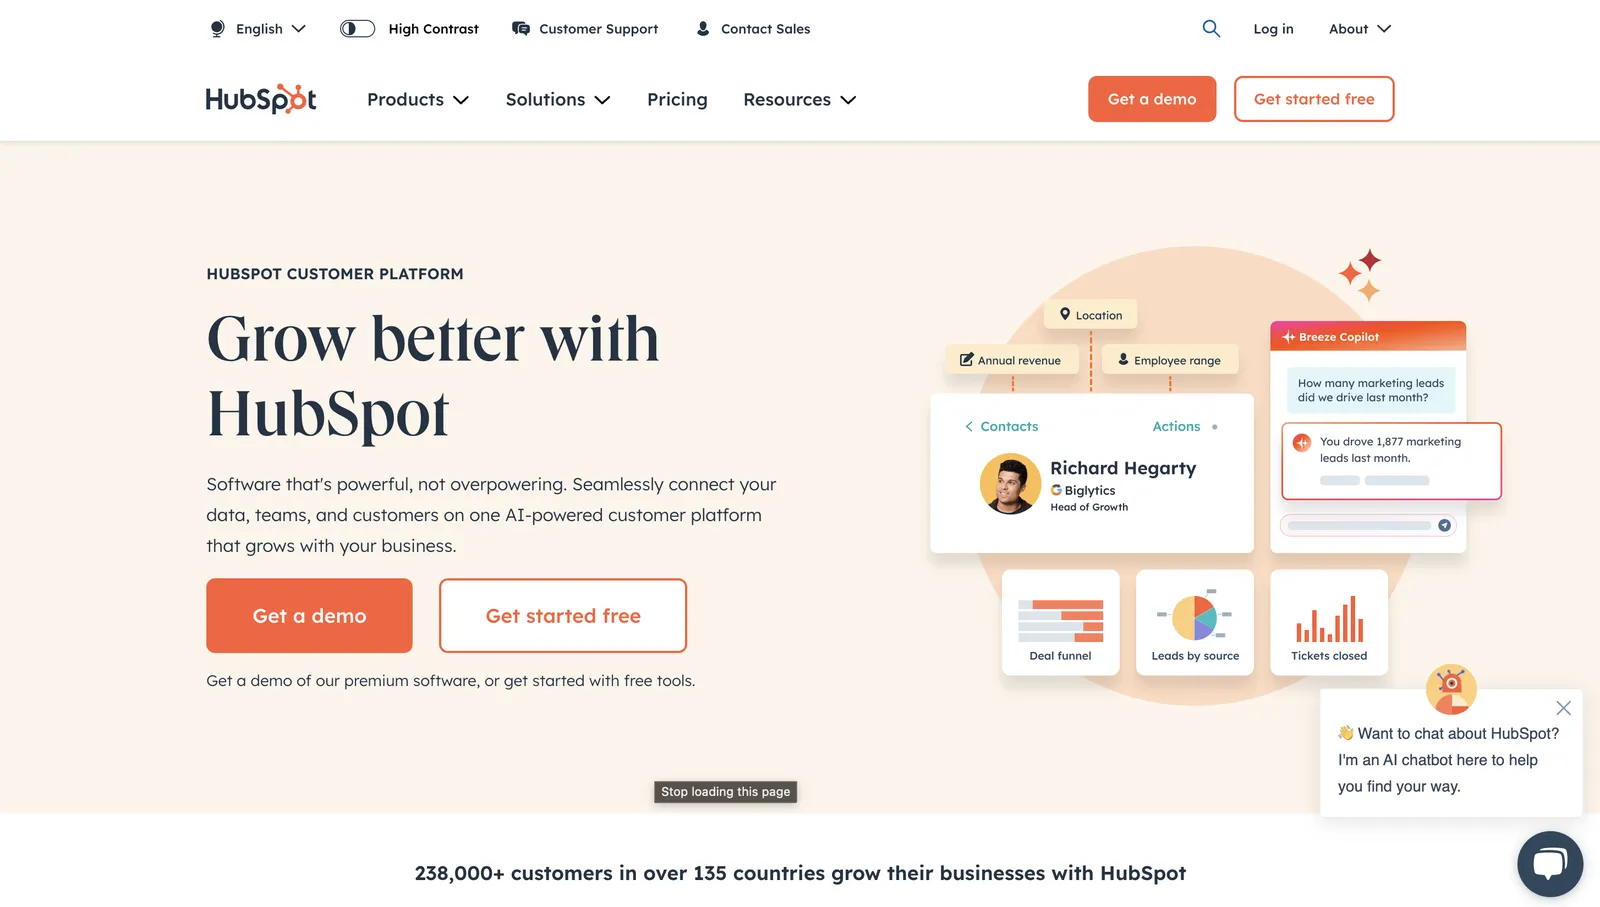 English
High Contrast
Customer Support
Contact Sales
Log in
About
HubSpot
Products
Solutions
Pricing
Resources
Get a demo
Get started free
HUBSPOT CUSTOMER PLATFORM
Grow better with
HubSpot
Software that's powerful, not overpowering. Seamlessly connect your
data, teams, and customers on one AI-powered customer platform
that grows with your business.
Get a demo
Get started free
Get a demo of our premium software, or get started with free tools.
Location
Annual revenue
Employee range
Contacts
Actions
Richard Hegarty
Biglytics
Head of Growth
Breeze Copilot
How many marketing leads
did we drive last month?
You drove 1,877 marketing
leads last month.
Deal funnel
Leads by source
Tickets closed
👋 Want to chat about HubSpot?
I'm an AI chatbot here to help
you find your way.
Stop loading this page
238,000+ customers in over 135 countries grow their businesses with HubSpot